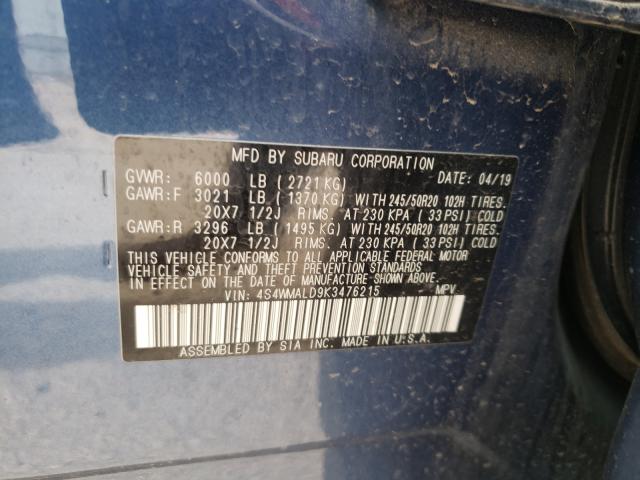 MFD BY SUBARU CORPORATION
GVWR: 6000 LB ( 2721 KG) DATE: 04/19
GAWR:F 3021 LB ( 1370 KG) WITH 245/50R20 102H TIRES.
20X7 1/2J RIMS. AT 230 KPA ( 33 PSI) COLD
GAWR:R 3296 LB ( 1495 KG) WITH 245/50R20 102H TIRES.
20X7 1/2J RIMS. AT 230 KPA ( 33 PSI) COLD
THIS VEHICLE CONFORMS TO ALL APPLICABLE FEDERAL MOTOR
VEHICLE SAFETY AND THEFT PREVENTION STANDARDS IN
EFFECT ON THE DATE OF MANUFACTURE SHOWN ABOVE.
VIN: 4S4WMALD9K3476215 MPV
ASSEMBLED BY SIA INC. MADE IN U.S.A.